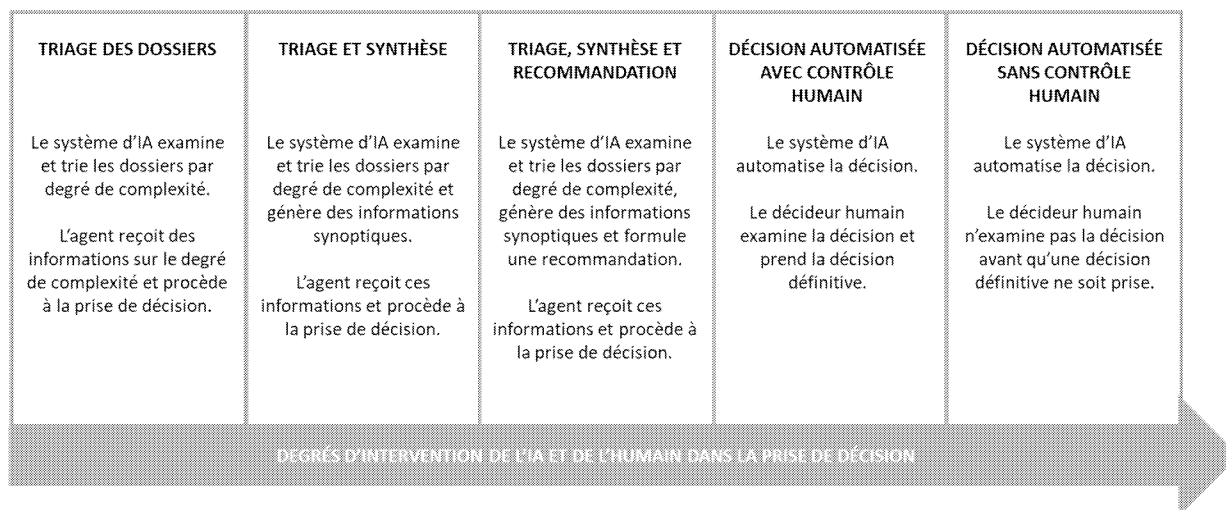 TRIAGE DES DOSSIERS
Le système d’IA examine
et trie les dossiers par
degré de complexité.
L’agent reçoit des
informations sur le degré
de complexité et procède
à la prise de décision.
TRIAGE ET SYNTHÈSE
Le système d’IA examine
et trie les dossiers par
degré de complexité et
génère des informations
synoptiques.
L’agent reçoit ces
informations et procède à
la prise de décision.
TRIAGE, SYNTHÈSE ET
RECOMMANDATION
Le système d’IA examine
et trie les dossiers par
degré de complexité,
génère des informations
synoptiques et formule
une recommandation.
L’agent reçoit ces
informations et procède à
la prise de décision.
DÉCISION AUTOMATISÉE
AVEC CONTRÔLE
HUMAIN
Le système d’IA
automatise la décision.
Le décideur humain
examine la décision et
prend la décision
définitive.
DÉCISION AUTOMATISÉE
SANS CONTRÔLE
HUMAIN
Le système d’IA
automatise la décision.
Le décideur humain
n’examine pas la décision
avant qu’une décision
définitive ne soit prise.
DEGRÉS D’INTERVENTION DE L’IA ET DE L’HUMAIN DANS LA PRISE DE DÉCISION